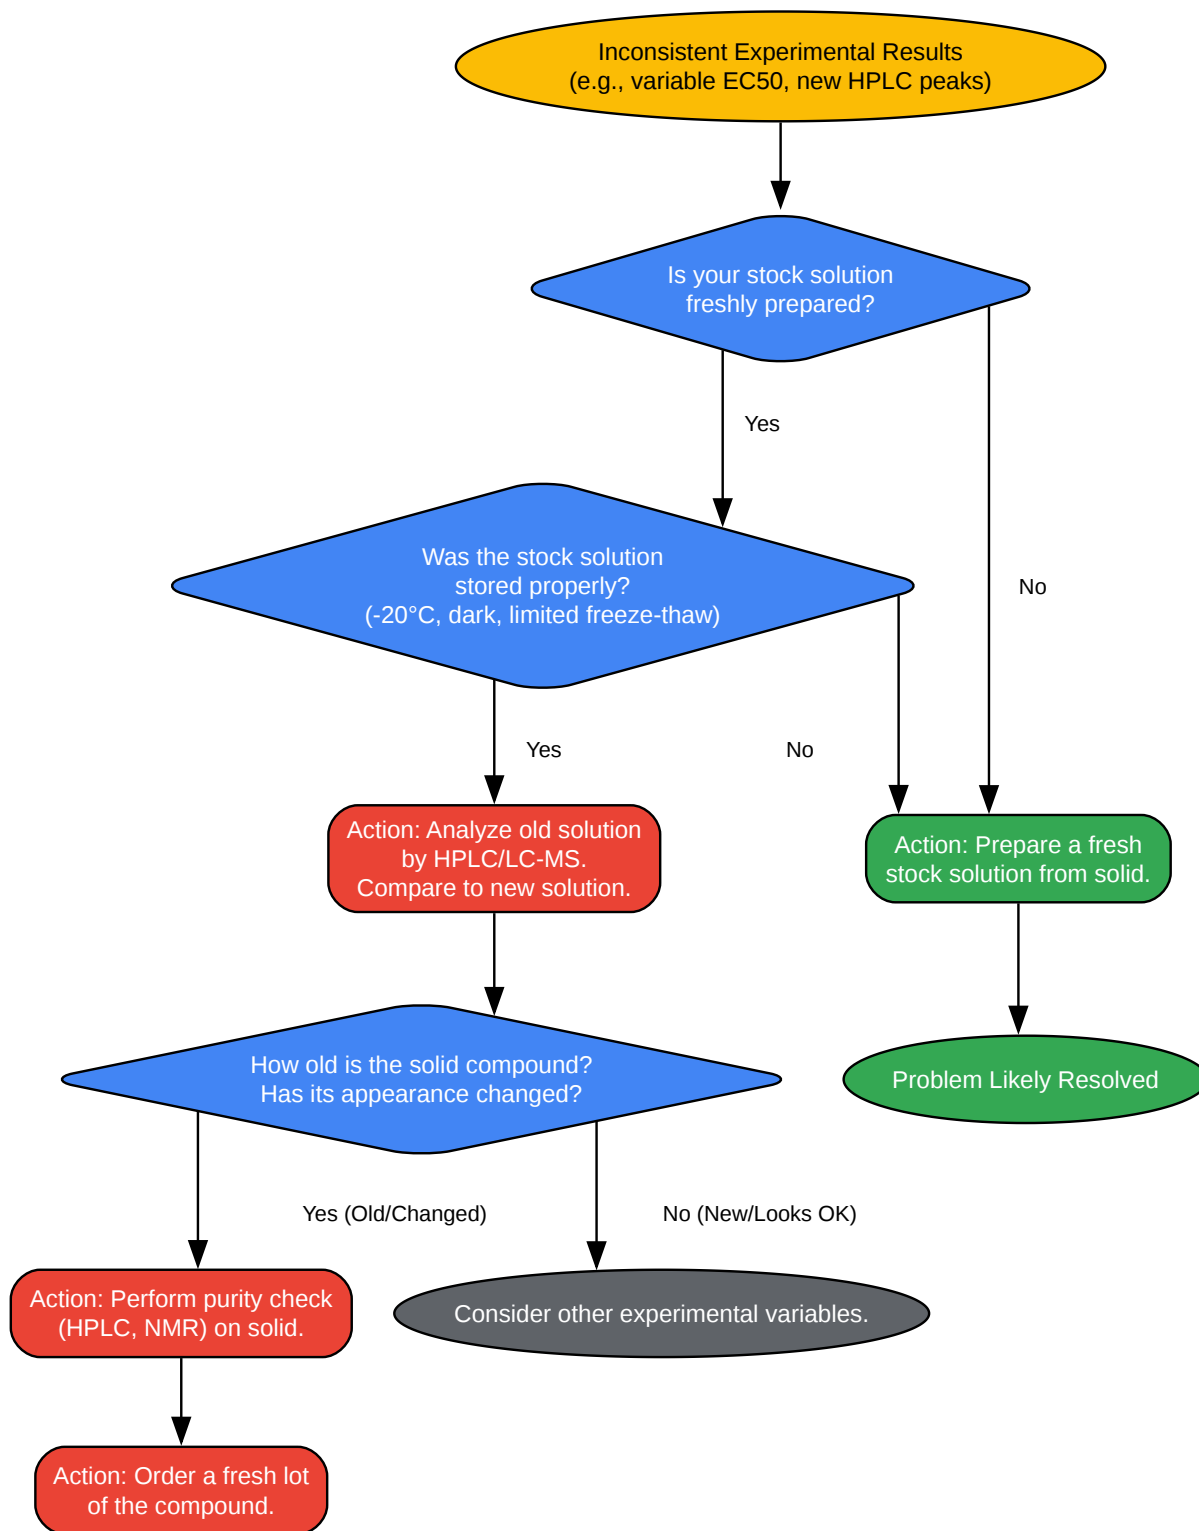 Inconsistent Experimental Results
(e.g., variable EC50, new HPLC peaks)
Is your stock solution
freshly prepared?
Yes
Was the stock solution
stored properly?
(-20°C, dark, limited freeze-thaw)
No
Yes
No
Action: Analyze old solution
by HPLC/LC-MS.
Compare to new solution.
Action: Prepare a fresh
stock solution from solid.
How old is the solid compound?
Has its appearance changed?
Problem Likely Resolved
Yes (Old/Changed)
No (New/Looks OK)
Action: Perform purity check
(HPLC, NMR) on solid.
Consider other experimental variables.
Action: Order a fresh lot
of the compound.